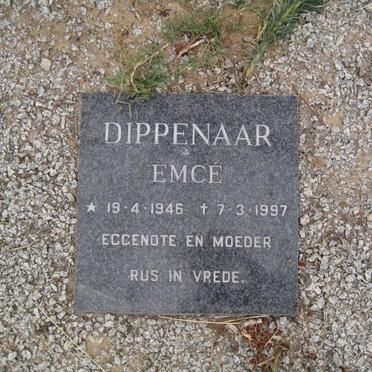 DIPPENAAR
EMCÉ
★ 19-4-1946 † 7-3-1997
EGGENOTE EN MOEDER
RUS IN VREDE.